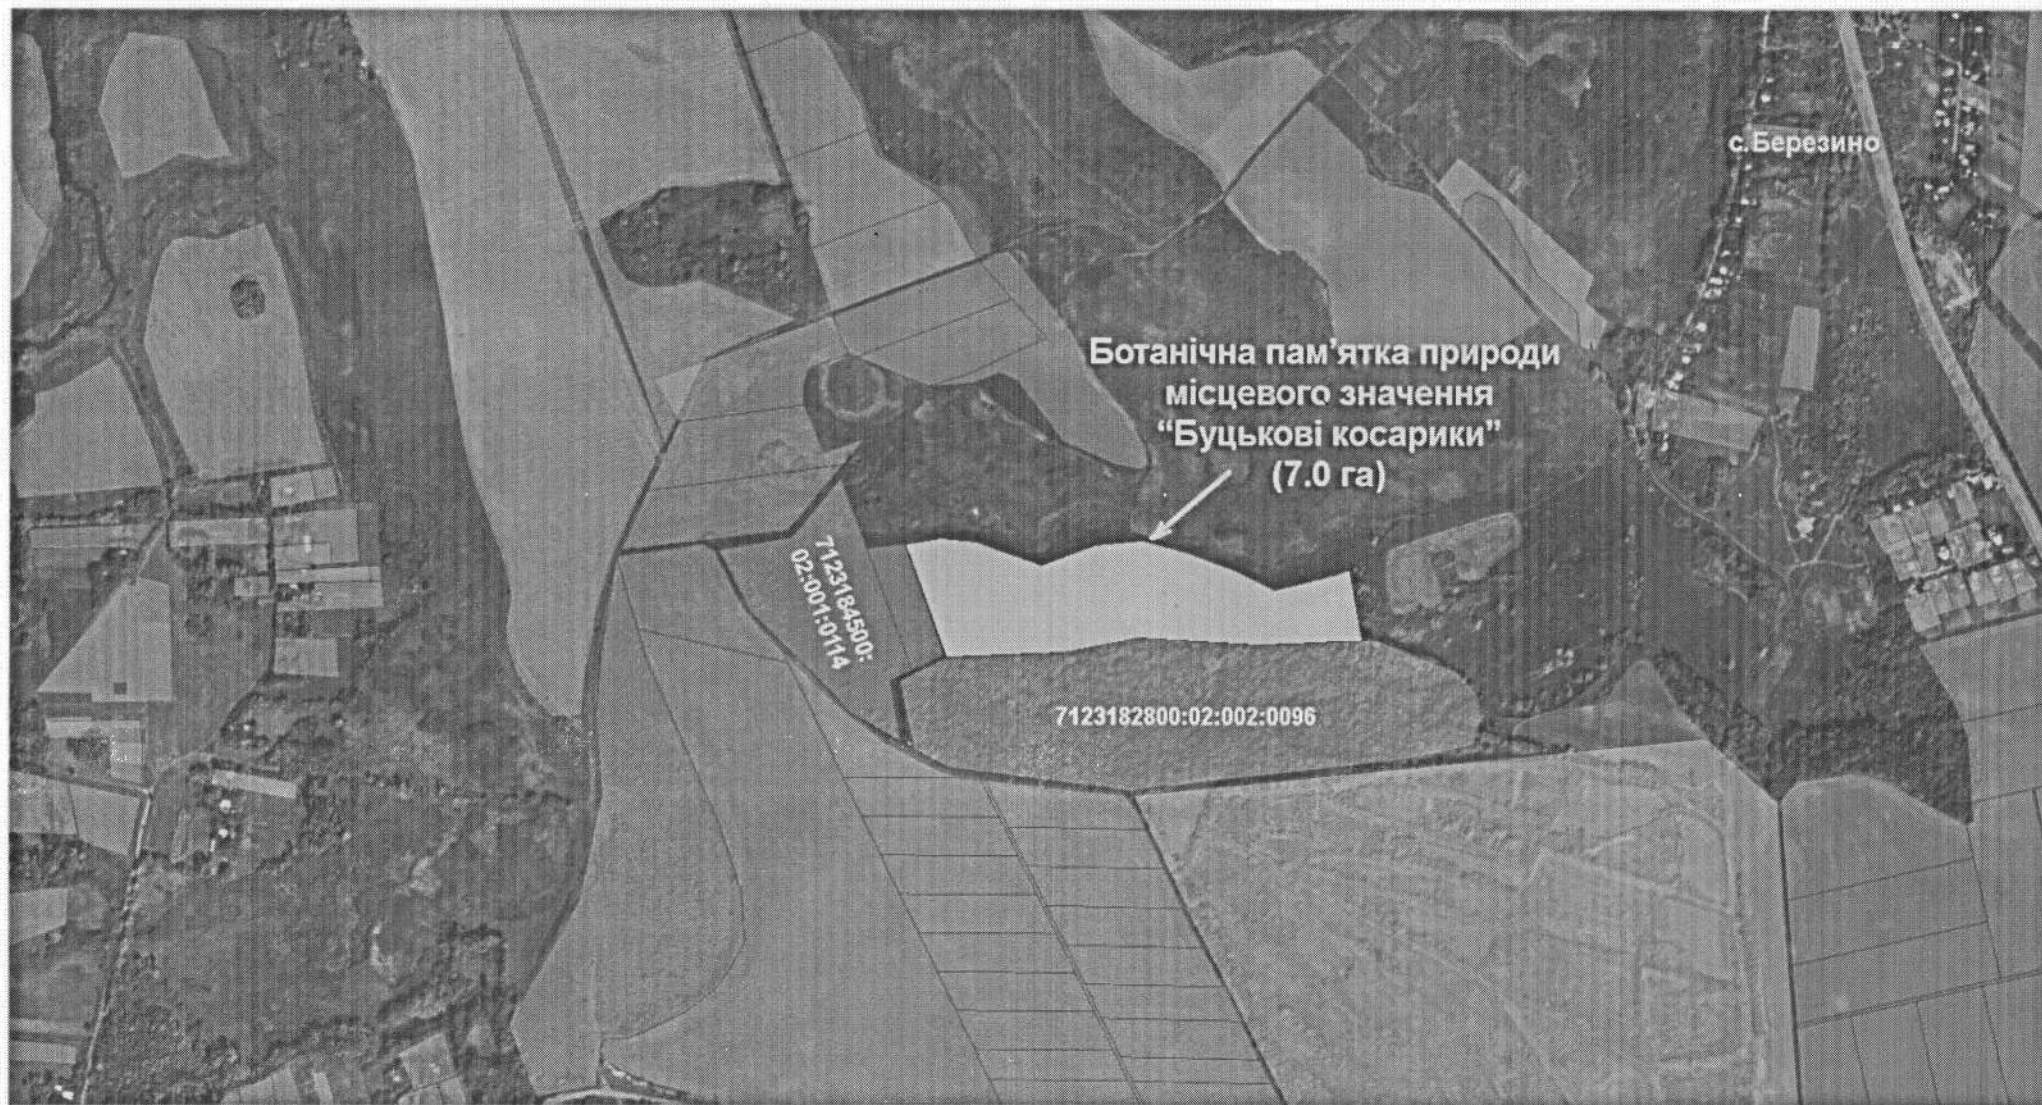 с.Березино
Ботанічна пам’ятка природи
місцевого значення
“Буцькові косарики”
(7.0 га)
7123184500:
02:001:0114
7123182800:02:002:0096